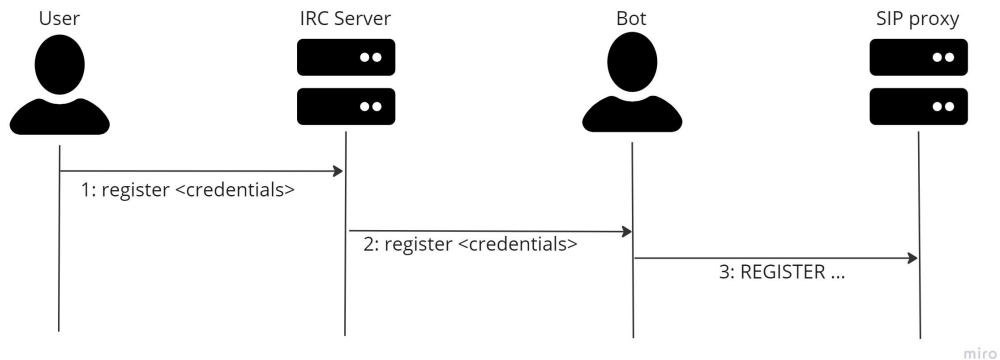 User
IRC Server
Bot
SIP proxy
1: register <credentials>
2: register <credentials>
3: REGISTER ...
miro